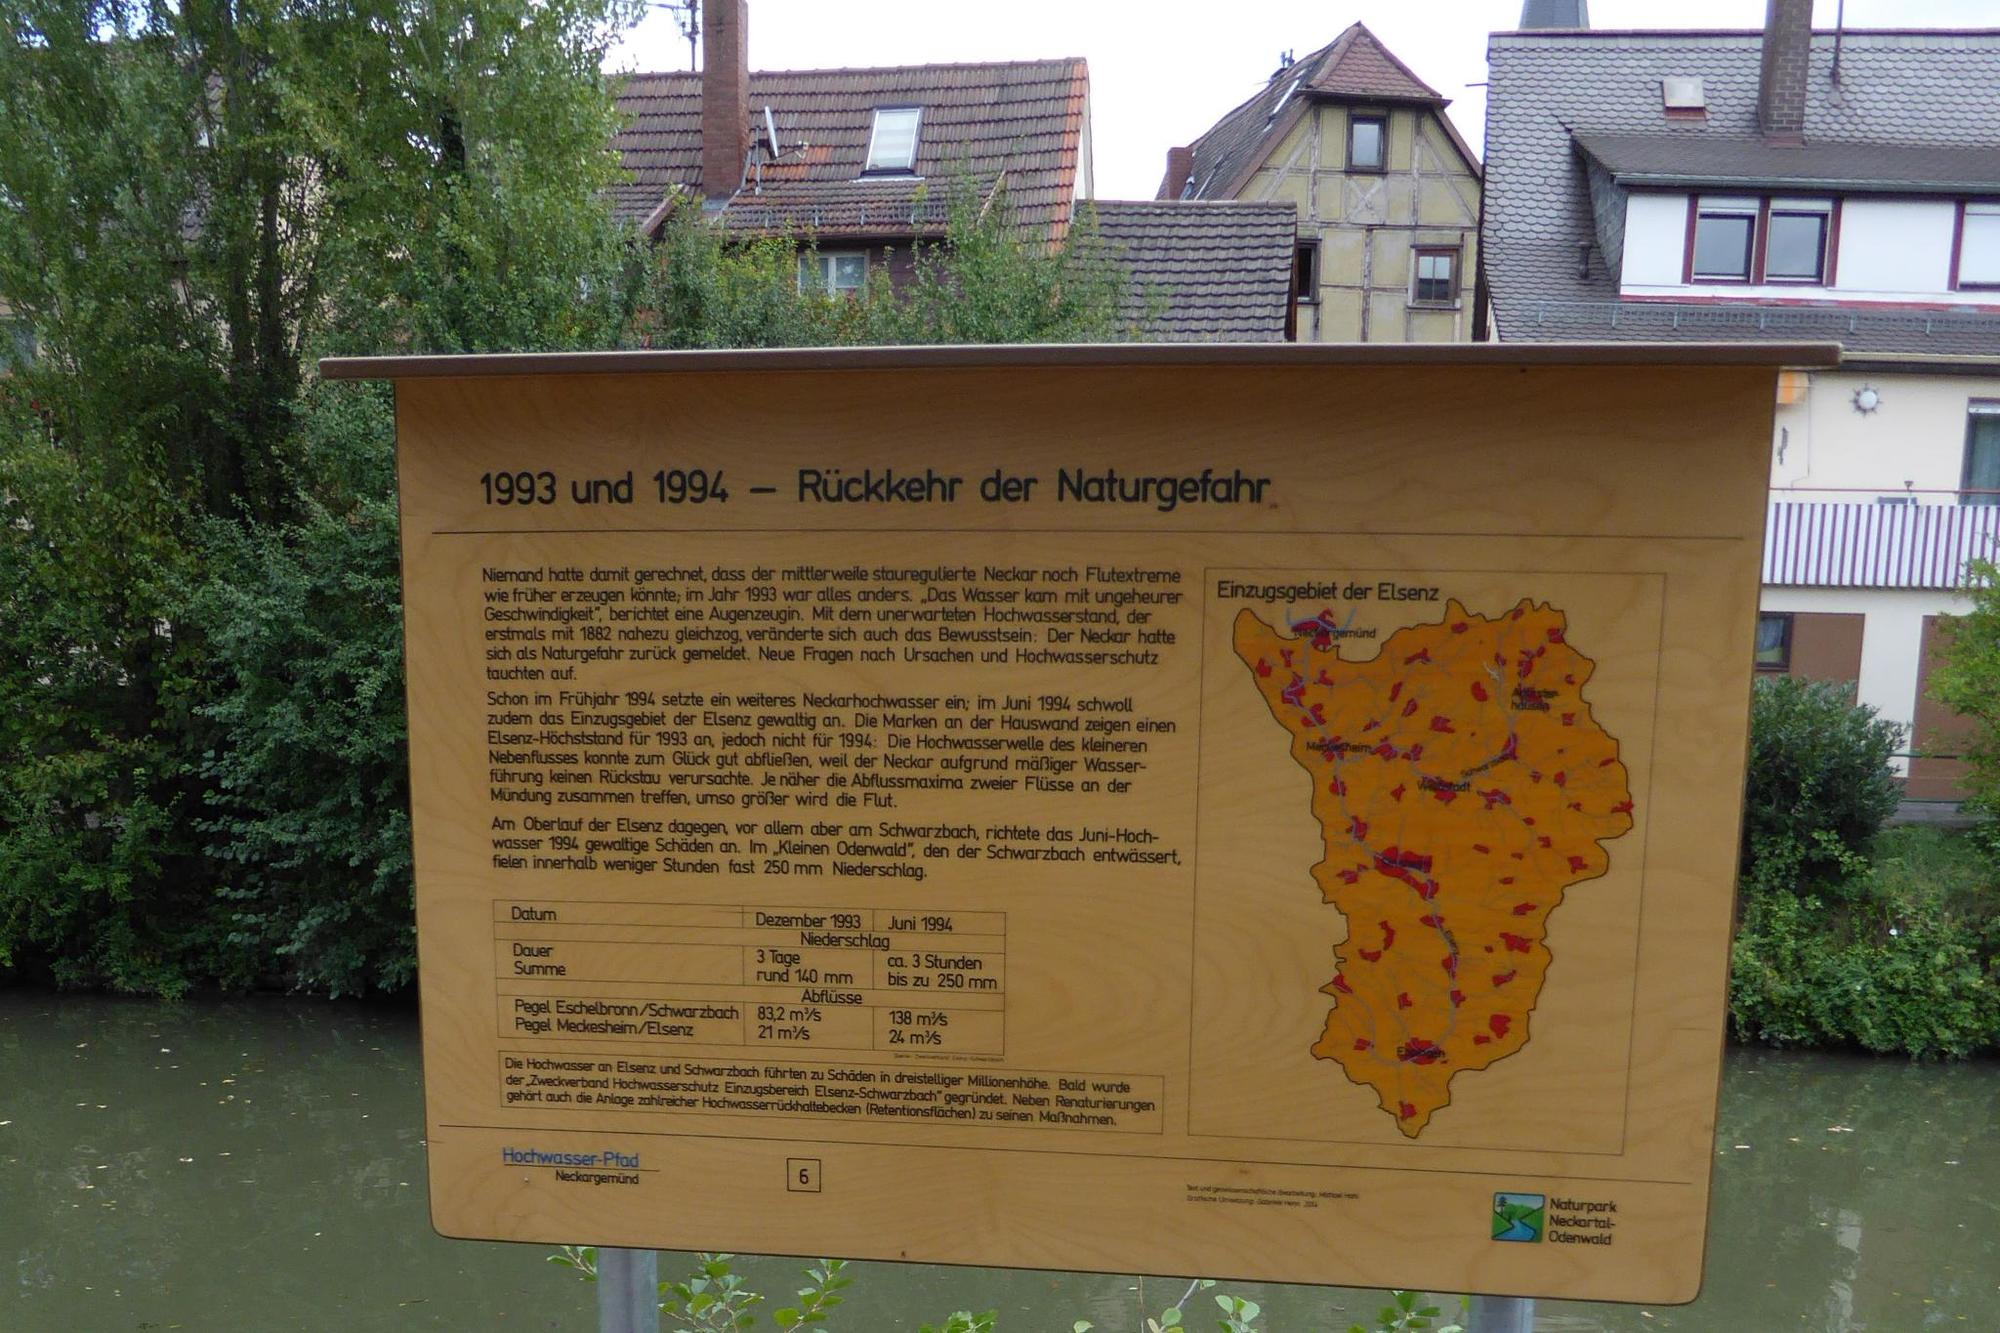 1993 und 1994 – Rückkehr der Naturgefahr
Niemand hatte damit gerechnet, dass der mittlerweile stauregulierte Neckar noch Flutextreme
wie früher erzeugen könnte; im Jahr 1993 war alles anders. „Das Wasser kam mit ungeheurer
Geschwindigkeit", berichtet eine Augenzeugin. Mit dem unerwarteten Hochwasserstand, der
erstmals mit 1882 nahezu gleichzog, veränderte sich auch das Bewusstsein: Der Neckar hatte
sich als Naturgefahr zurück gemeldet. Neue Fragen nach Ursachen und Hochwasserschutz
tauchten auf.
Schon im Frühjahr 1994 setzte ein weiteres Neckarhochwasser ein; im Juni 1994 schwoll
zudem das Einzugsgebiet der Elsenz gewaltig an. Die Marken an der Hauswand zeigen einen
Elsenz-Höchststand für 1993 an, jedoch nicht für 1994: Die Hochwasserwelle des kleineren
Nebenflusses konnte zum Glück gut abfließen, weil der Neckar aufgrund mäßiger Wasser-
führung keinen Rückstau verursachte. Je näher die Abflussmaxima zweier Flüsse an der
Mündung zusammen treffen, umso größer wird die Flut.
Am Oberlauf der Elsenz dagegen, vor allem aber am Schwarzbach, richtete das Juni-Hoch-
wasser 1994 gewaltige Schäden an. Im „Kleinen Odenwald", den der Schwarzbach entwässert,
fielen innerhalb weniger Stunden fast 250 mm Niederschlag.
Datum Dezember 1993 Juni 1994
Niederschlag
Dauer 3 Tage ca. 3 Stunden
Summe rund 140 mm bis zu 250 mm
Abflüsse
Pegel Eschelbronn/Schwarzbach 83,2 m³/s 138 m³/s
Pegel Meckesheim/Elsenz 21 m³/s 24 m³/s
Die Hochwasser an Elsenz und Schwarzbach führten zu Schäden in dreistelliger Millionenhöhe. Bald wurde
der „Zweckverband Hochwasserschutz Einzugsbereich Elsenz-Schwarzbach" gegründet. Neben Renaturierungen
gehört auch die Anlage zahlreicher Hochwasserrückhaltebecken (Retentionsflächen) zu seinen Maßnahmen.
Einzugsgebiet der Elsenz
Neckargemünd
Meckesheim
Waibstadt
Eppingen
Hochwasser-Pfad
Neckargemünd
6
Text und geowissenschaftliche Bearbeitung: Michael
Grafische Umsetzung: Gabriele
Naturpark
Neckartal-
Odenwald